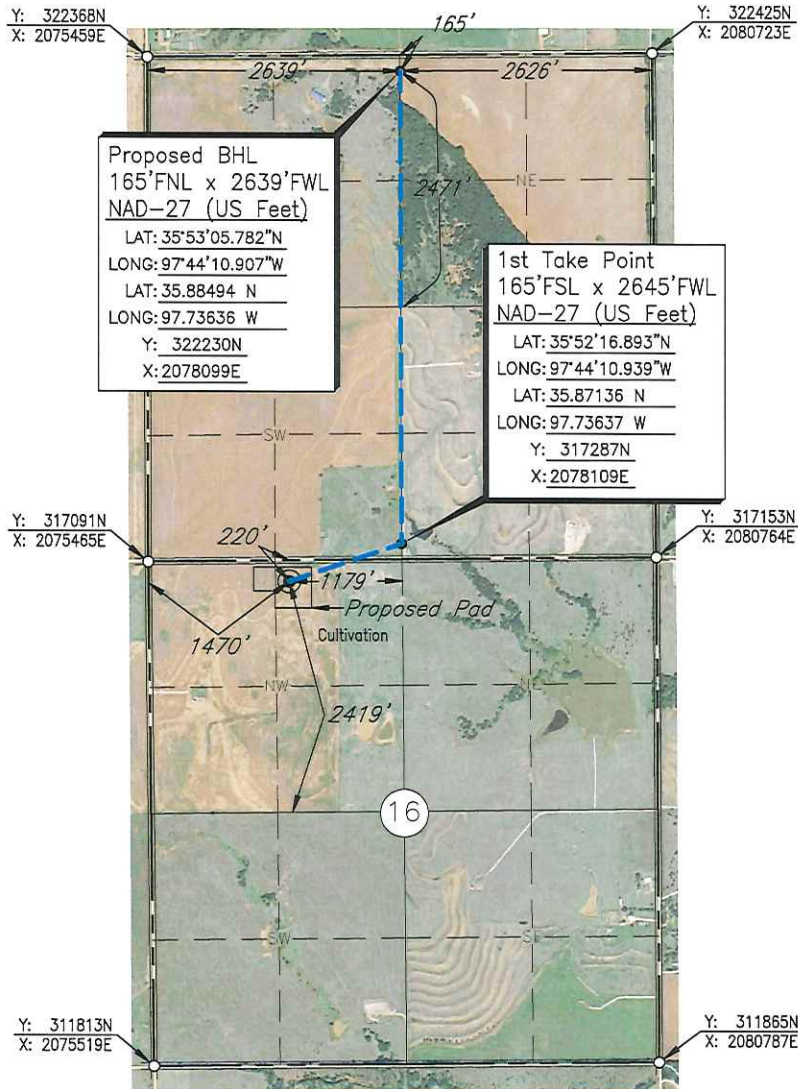 Y: 322368N
X: 2075459E
165'
Y: 322425N
X: 2080723E
2639'
2626'
Proposed BHL
165'FNL x 2639'FWL
NAD-27 (US Feet)
LAT: 35°53'05.782"N
LONG: 97°44'10.907"W
LAT: 35.88494 N
LONG: 97.73636 W
Y: 322230N
X: 2078099E
2471'
NE
1st Take Point
165'FSL x 2645'FWL
NAD-27 (US Feet)
LAT: 35°52'16.893"N
LONG: 97°44'10.939"W
LAT: 35.87136 N
LONG: 97.73637 W
Y: 317287N
X: 2078109E
SW
Y: 317091N
X: 2075465E
220'
Y: 317153N
X: 2080764E
1179'
Proposed Pad
Cultivation
1470'
NW
NE
2419'
16
SW
SE
Y: 311813N
X: 2075519E
Y: 311865N
X: 2080787E